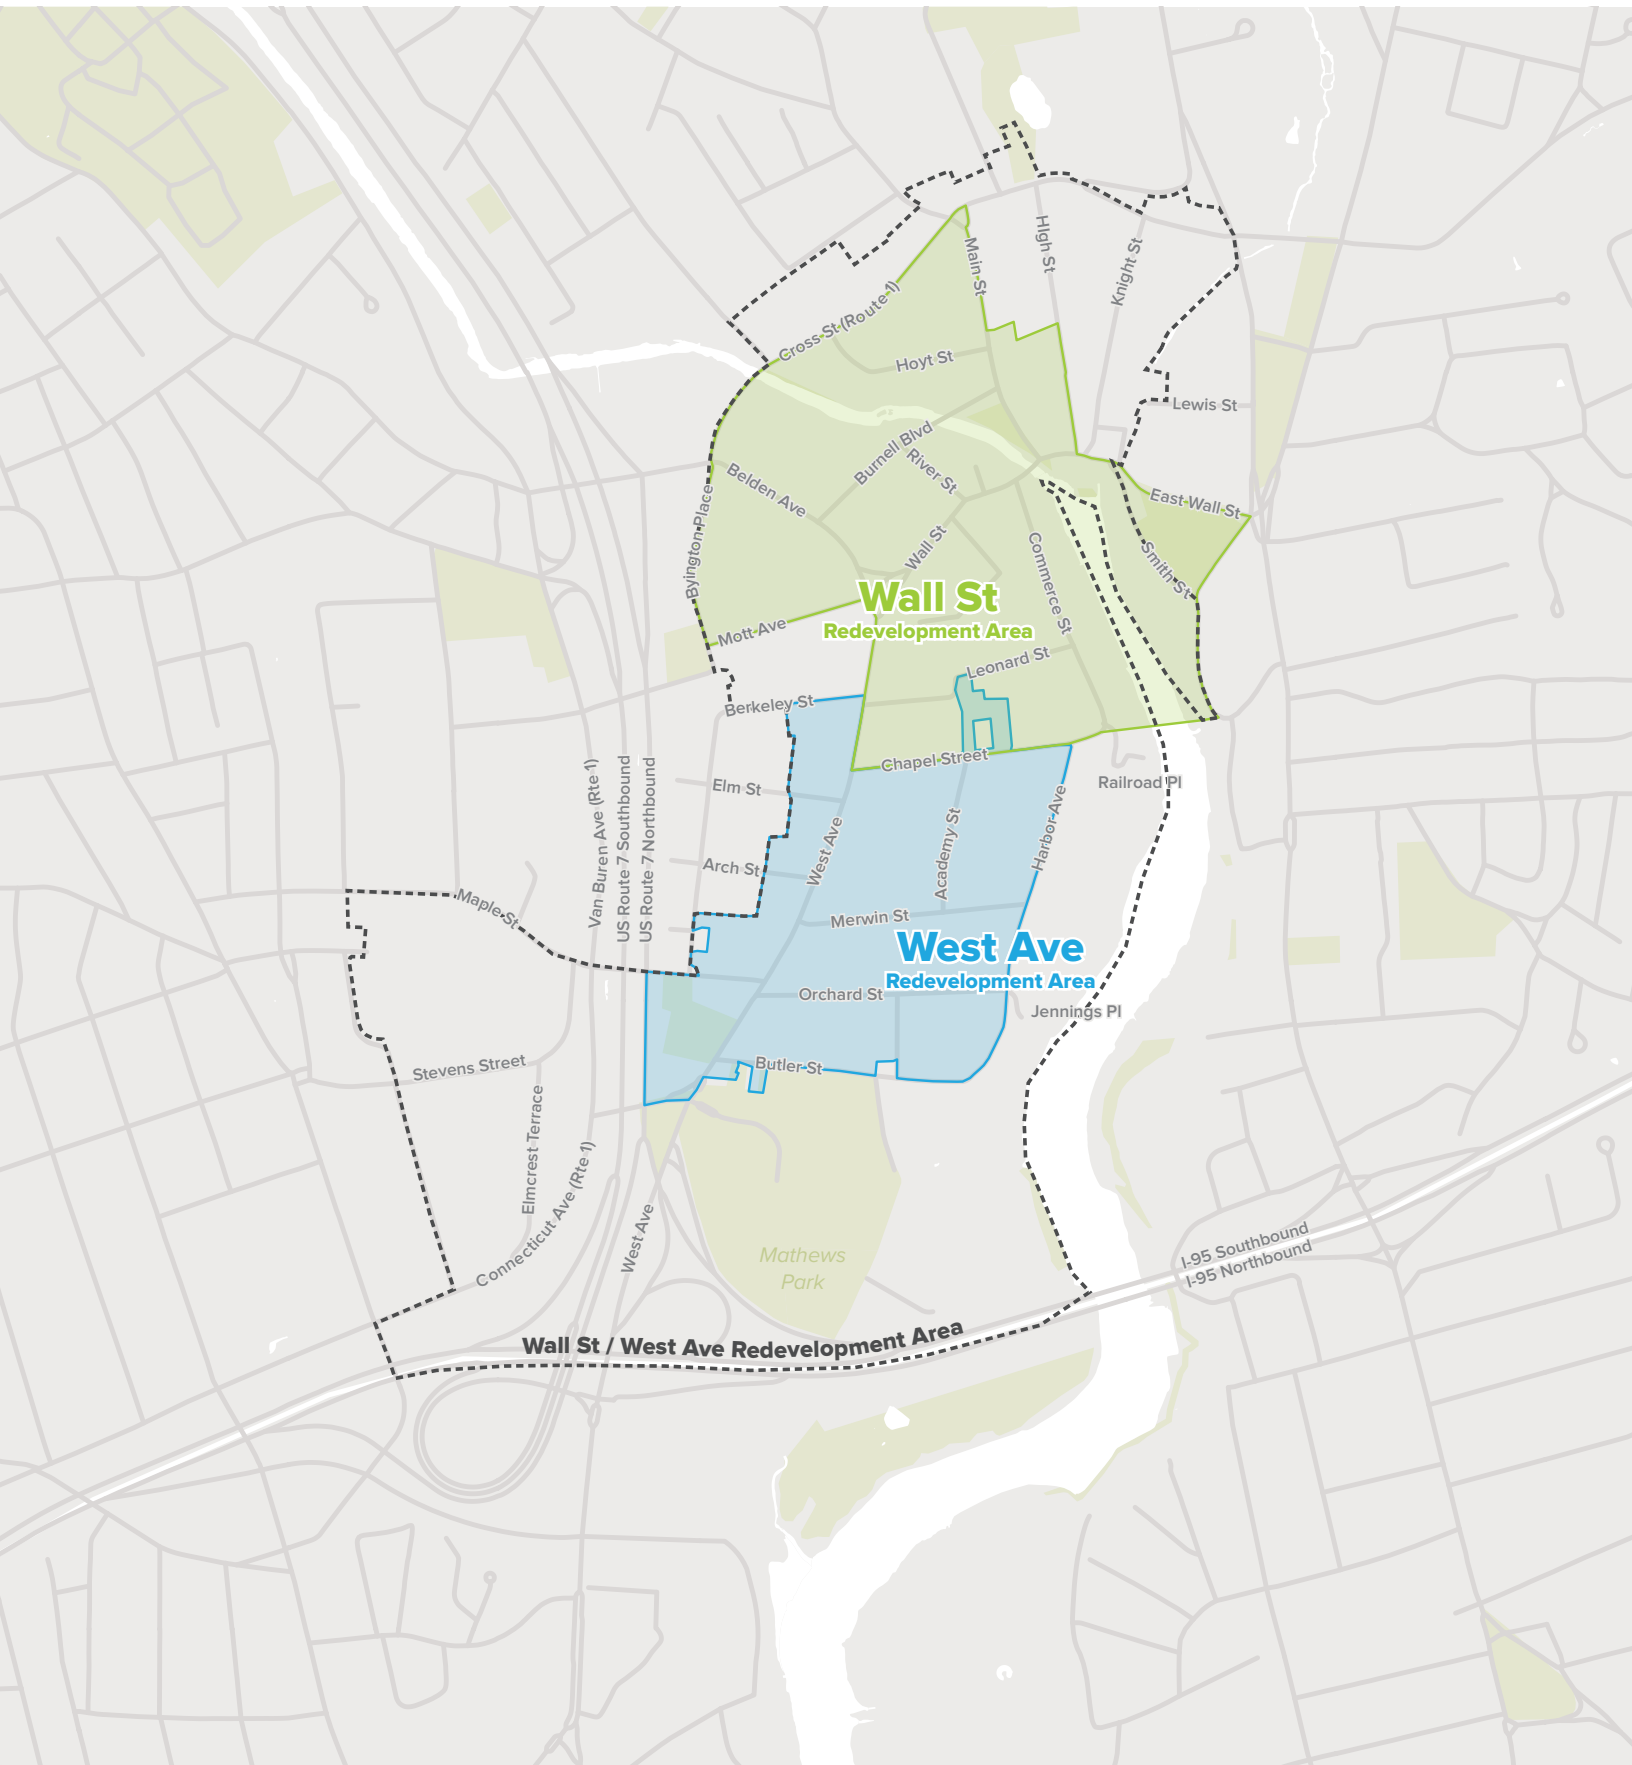 Main St
HIgh St
Knight St
Cross St (Route 1)
Hoyt St
Lewis St
Burnell Blvd
River St
Belden Ave
East Wall St
Byington Place
Wall St
Commerce St
Smith St
Wall St
Redevelopment Area
Mott Ave
Leonard St
Berkeley St
Chapel Street
Railroad Pl
Elm St
Van Buren Ave (Rte 1)
US Route 7 Southbound
US Route 7 Northbound
West Ave
Academy St
Harbor Ave
Arch St
Maple St
Merwin St
West Ave
Redevelopment Area
Orchard St
Jennings Pl
Stevens Street
Butler St
Elmcrest Terrace
Connecticut Ave (Rte 1)
West Ave
Mathews
Park
I-95 Southbound
I-95 Northbound
Wall St / West Ave Redevelopment Area